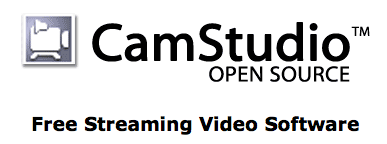 CamStudio™
OPEN SOURCE
Free Streaming Video Software